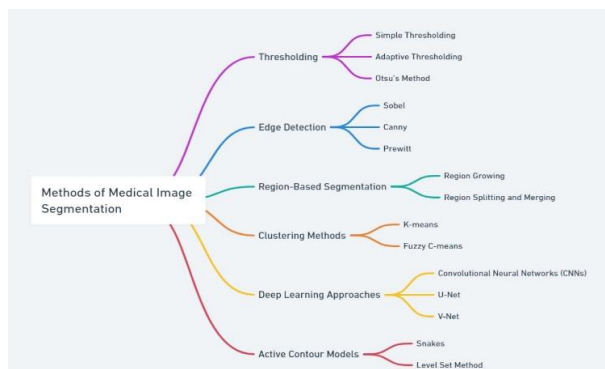 Methods of Medical Image
Segmentation
Thresholding
Simple Thresholding
Adaptive Thresholding
Otsu's Method
Edge Detection
Sobel
Canny
Prewitt
Region-Based Segmentation
Region Growing
Region Splitting and Merging
Clustering Methods
K-means
Fuzzy C-means
Deep Learning Approaches
Convolutional Neural Networks (CNNs)
U-Net
V-Net
Active Contour Models
Snakes
Level Set Method